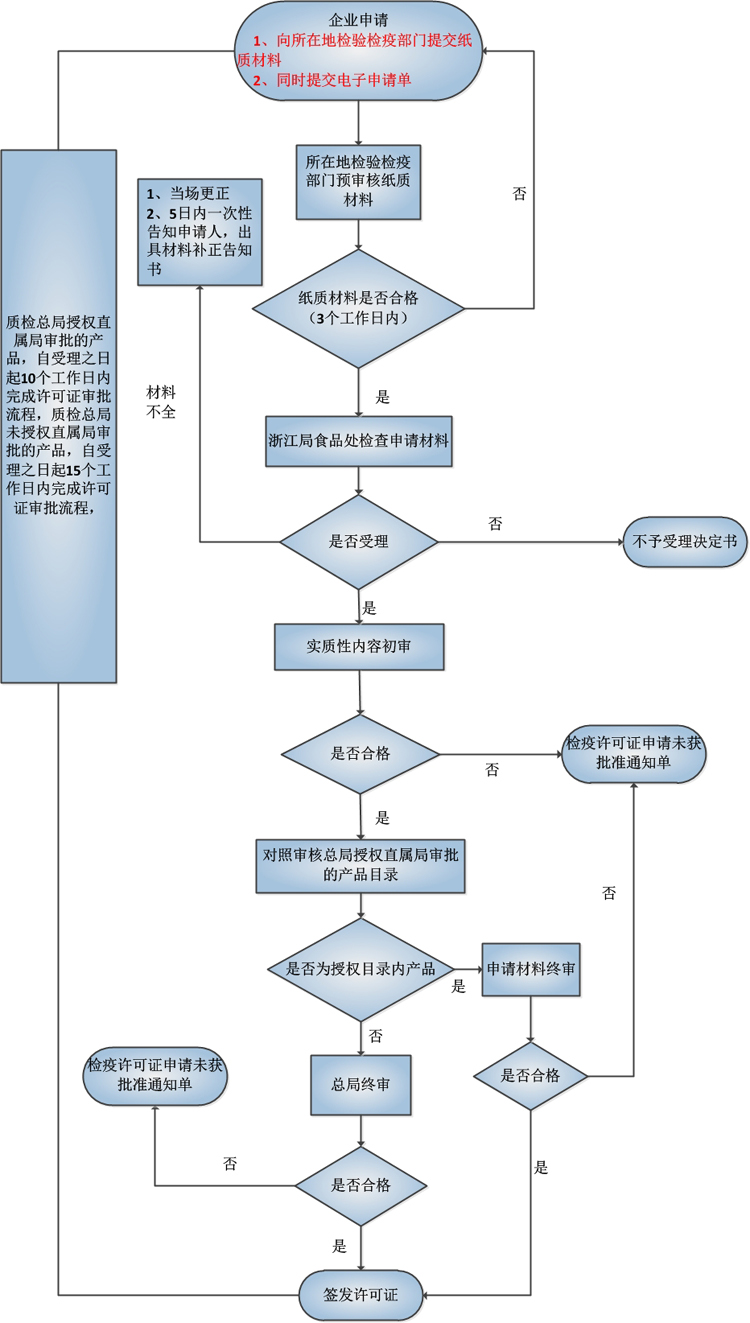 企业申请
1、向所在地检验检疫部门提交纸
质材料
2、同时提交电子申请单
所在地检验检疫
部门预审核纸质
材料
否
1、当场更正
2、5日内一次性
告知申请人，出
具材料补正告知
书
纸质材料是否合格
（3个工作日内）
质检总局授权直
属局审批的产
品，自受理之日
起10个工作日内
完成许可证审批
流程，质检总局
未授权直属局审
批的产品，自受
理之日起15个工
作日内完成许可
证审批流程，
材料
不全
是
浙江局食品处检查申请材料
是否受理
否
不予受理决定书
是
实质性内容初审
是否合格
否
检疫许可证申请未获
批准通知单
是
对照审核总局授权直属局审批
的产品目录
否
是否为授权目录内产品
是
申请材料终审
否
检疫许可证申请未获
批准通知单
总局终审
是否合格
否
是否合格
是
是
签发许可证